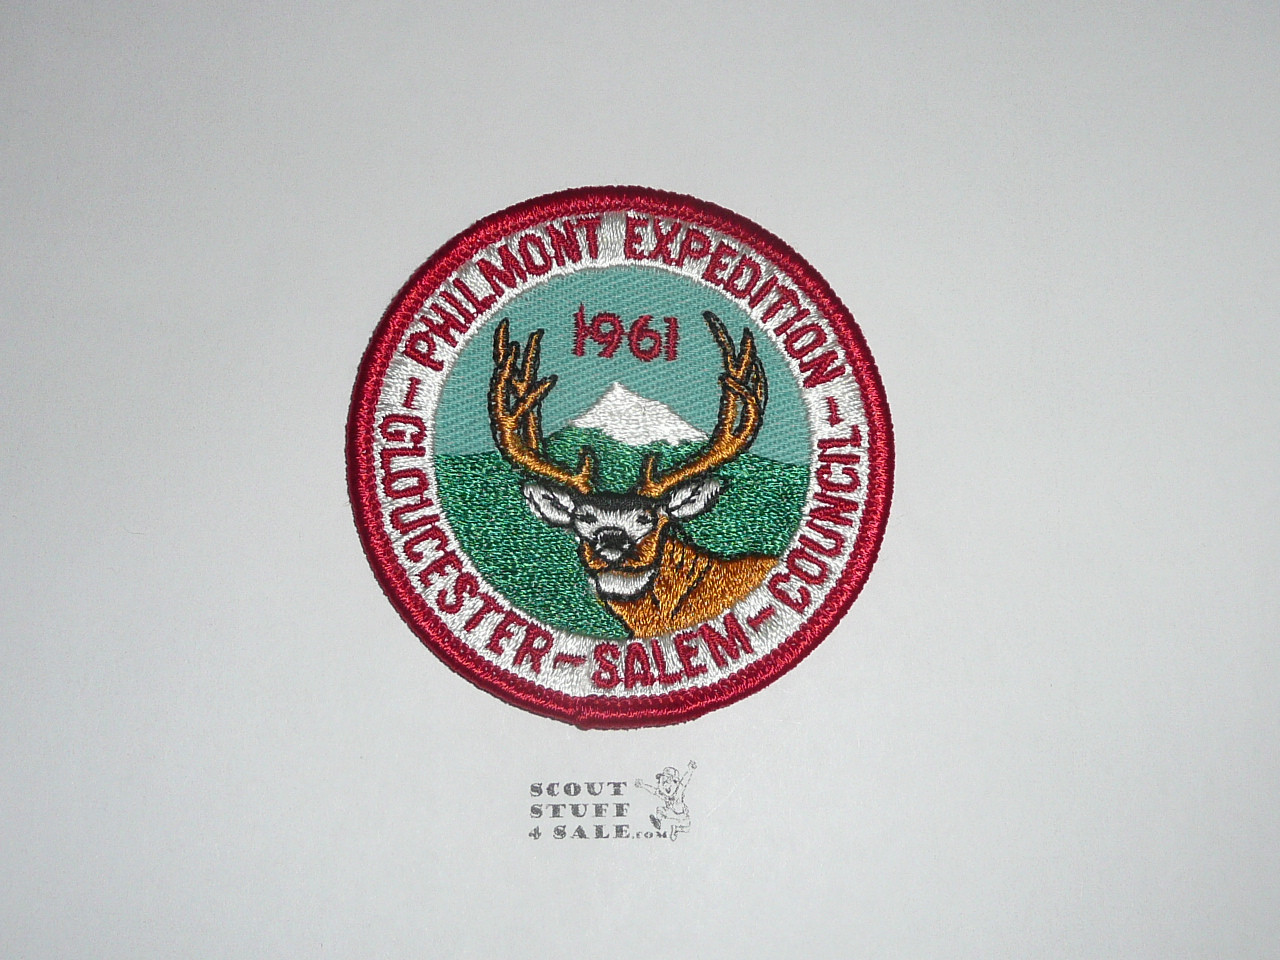 PHILMONT EXPEDITION
1961
- GLOUCESTER - SALEM - COUNCIL -
SCOUT
STUFF
4 SALE.COM